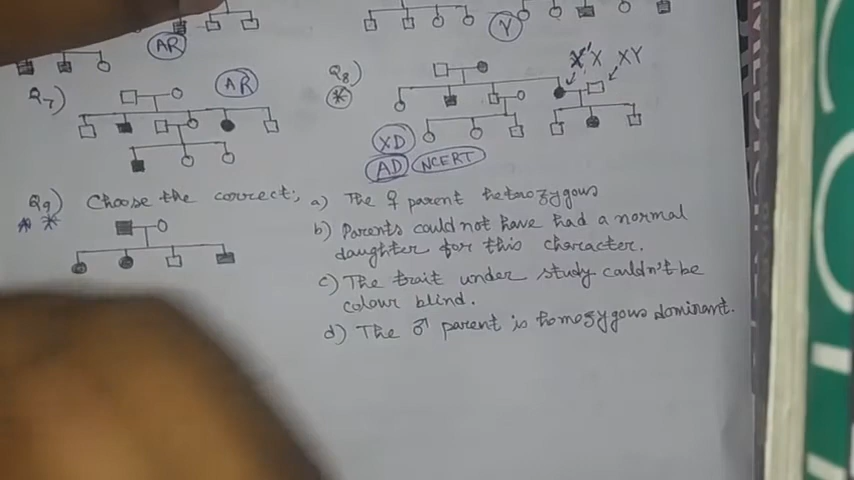 AR
Y
Q7)
AR
Q8)
X X
XY
XD
AD
NCERT
Q9) Choose the correct;
a) The ♀ parent hetrozygous
b) Parents could not have had a normal
daughter for this character.
c) The trait under study couldn't be
colour blind.
d) The ♂ parent is homozygous dominant.